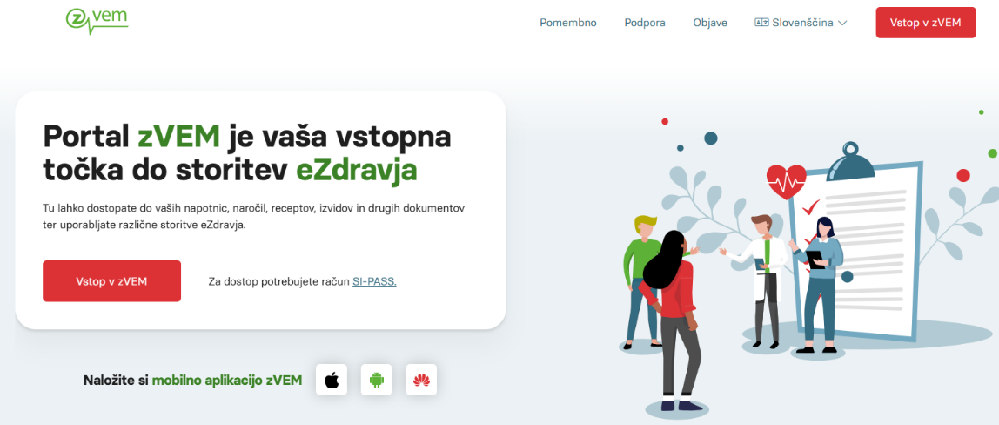 zvem
Pomembno
Podpora
Objave
Slovenščina
Vstop v zVEM
Portal zVEM je vaša vstopna
točka do storitev eZdravja
Tu lahko dostopate do vaših napotnic, naročil, receptov, izvidov in drugih dokumentov
ter uporabljate različne storitve eZdravja.
Vstop v zVEM
Za dostop potrebujete račun SI-PASS.
Naložite si mobilno aplikacijo zVEM